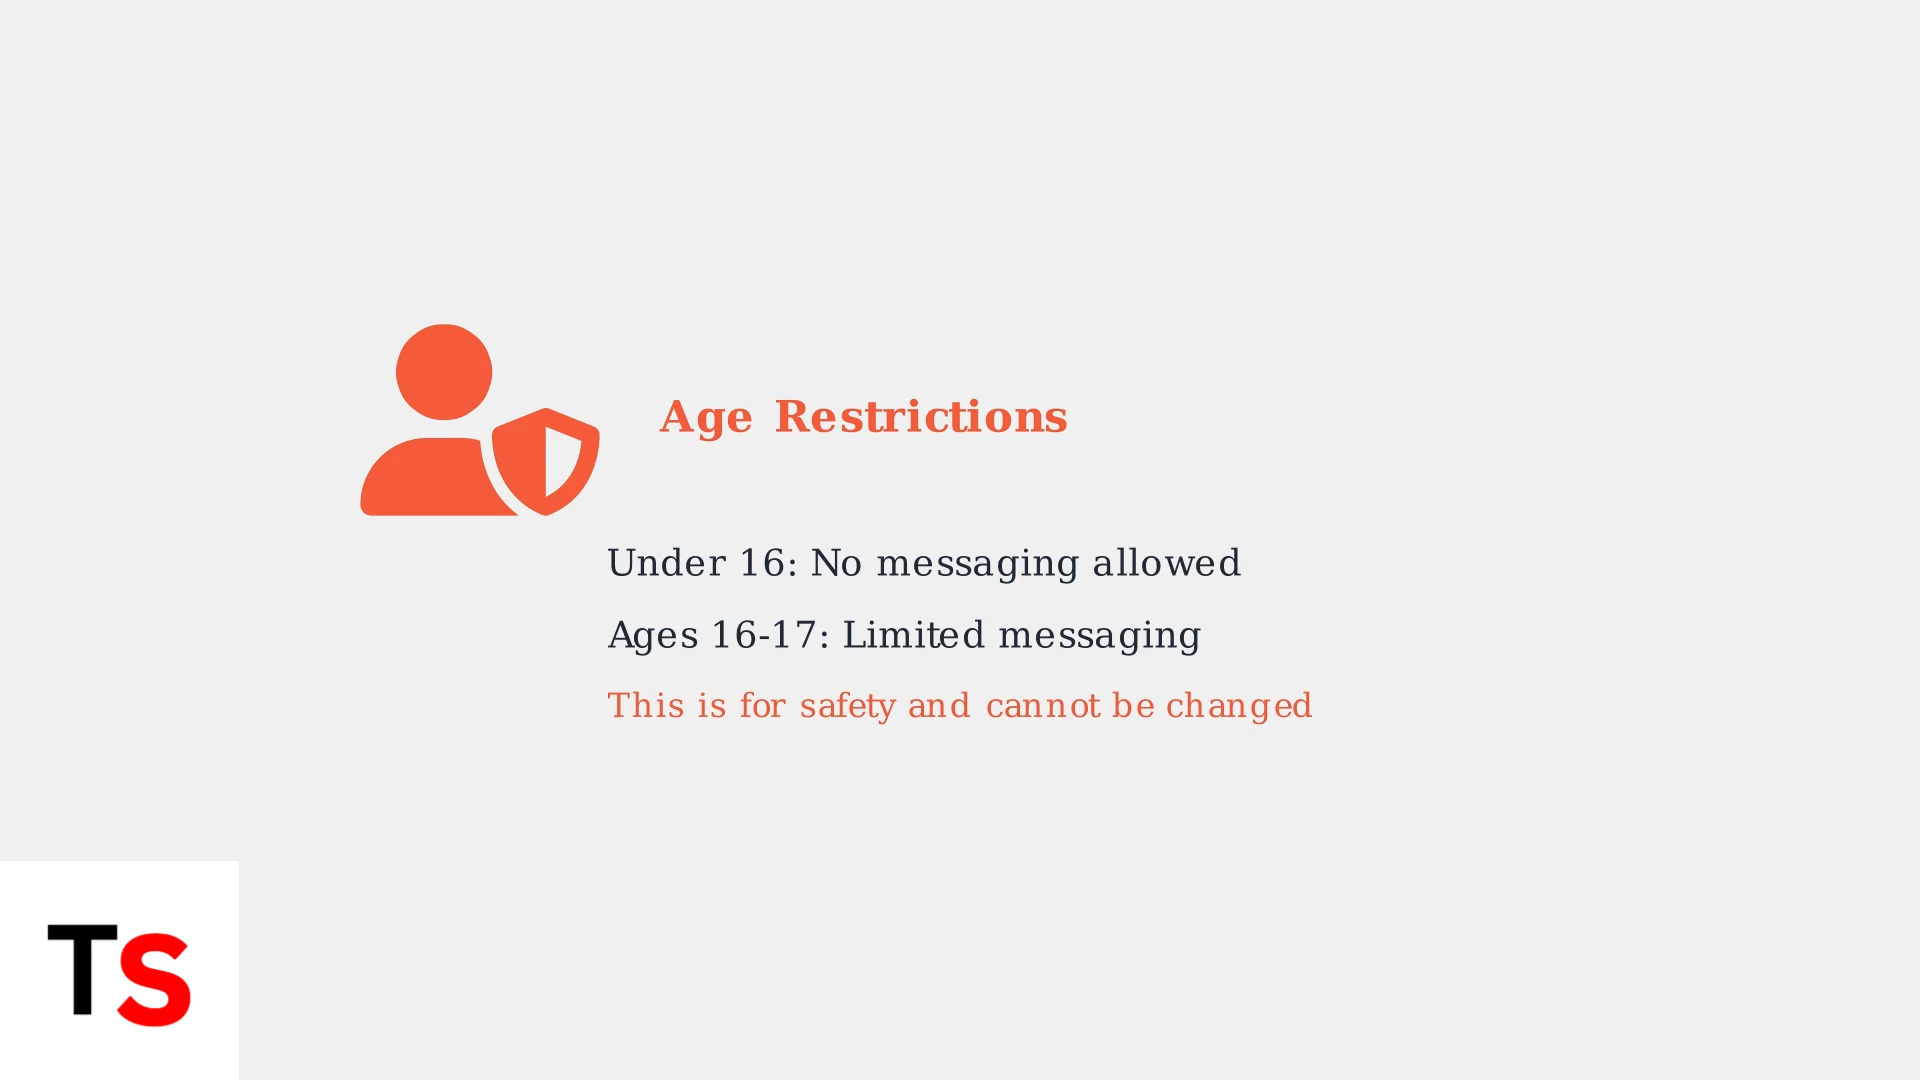 Age Restrictions
Under 16: No messaging allowed
Ages 16-17: Limited messaging
This is for safety and cannot be changed
TS